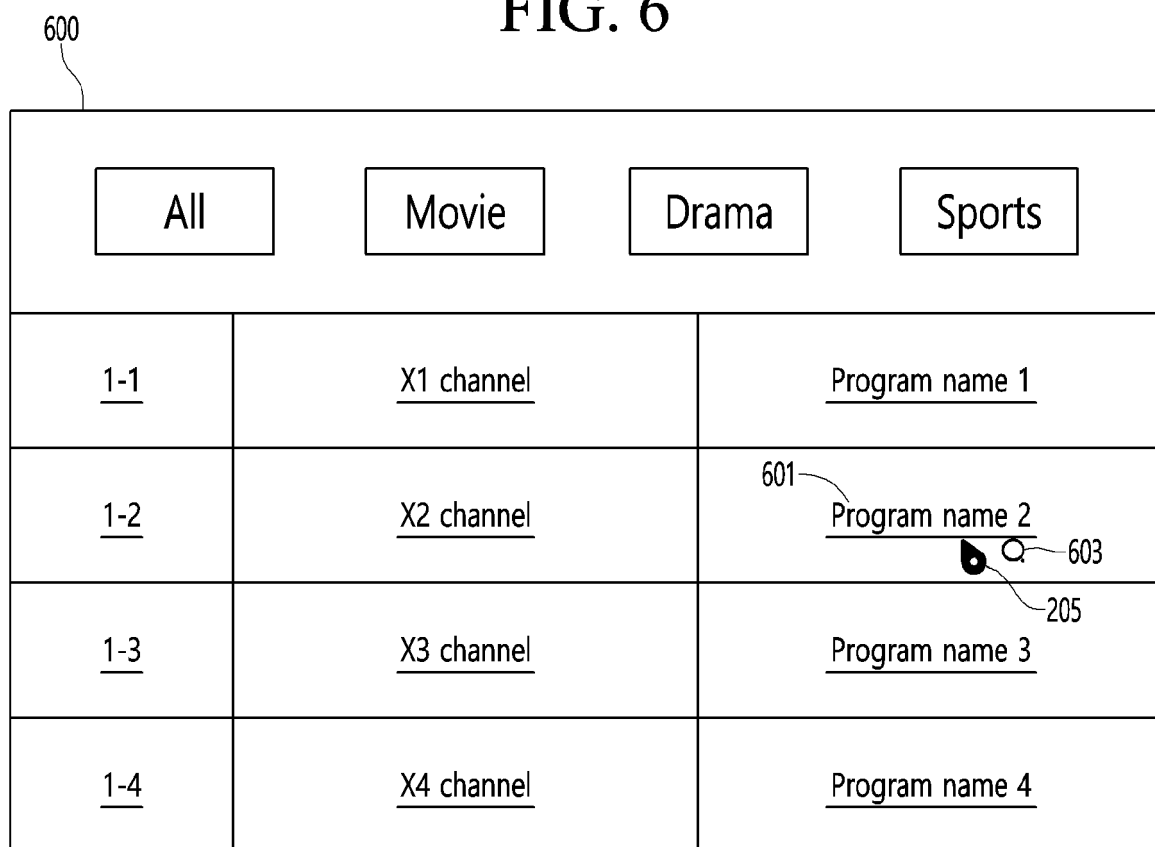 FIG. 6
600
All Movie Drama Sports
1-1 X1 channel Program name 1
601
1-2 X2 channel Program name 2
603
205
1-3 X3 channel Program name 3
1-4 X4 channel Program name 4